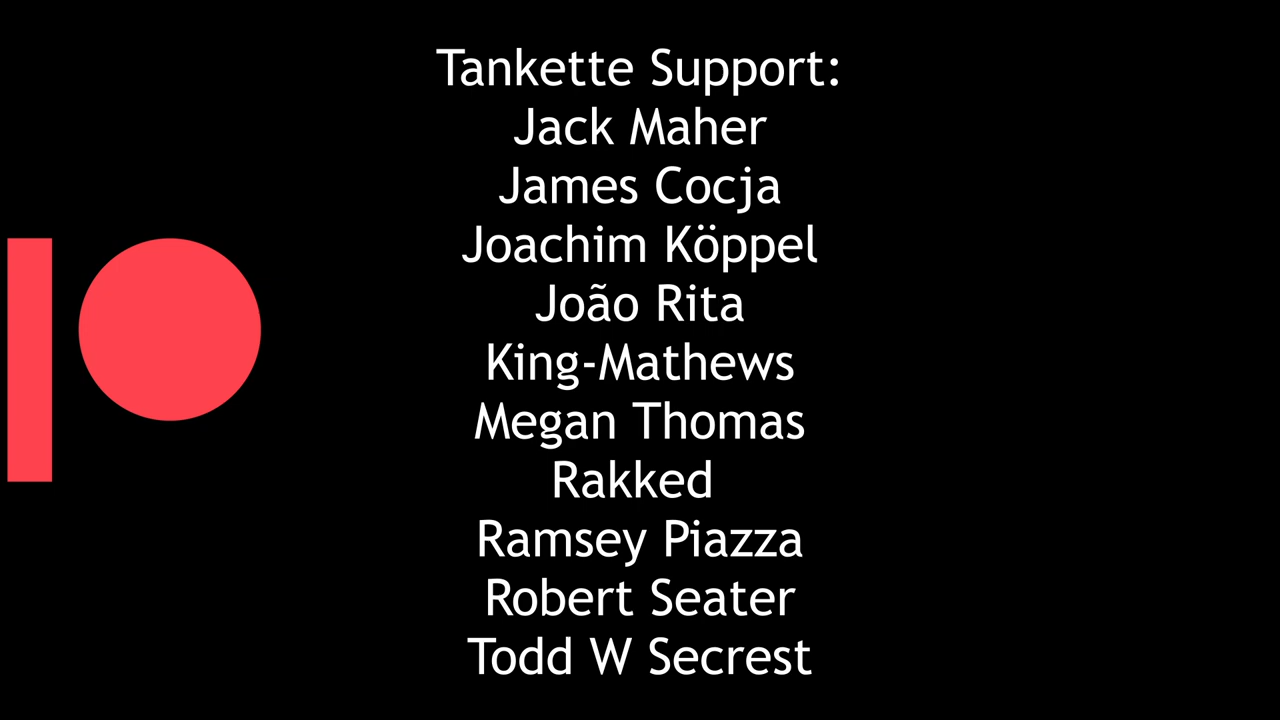 Tankette Support:
Jack Maher
James Cocja
Joachim Köppel
João Rita
King-Mathews
Megan Thomas
Rakked
Ramsey Piazza
Robert Seater
Todd W Secrest